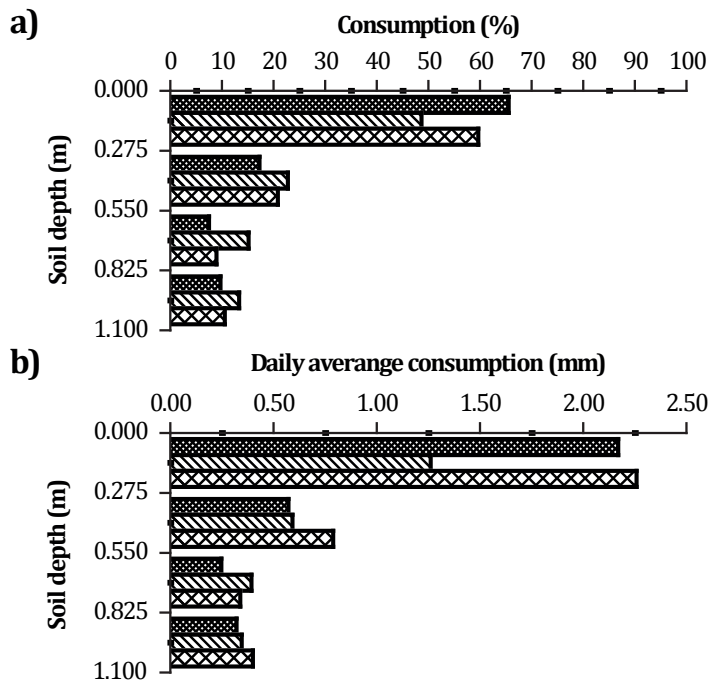 a)
Consumption (%)
0 10 20 30 40 50 60 70 80 90 100
0.000
0.275
0.550
0.825
1.100
Soil depth (m)
b)
Daily averange consumption (mm)
0.00 0.50 1.00 1.50 2.00 2.50
0.000
0.275
0.550
0.825
1.100
Soil depth (m)